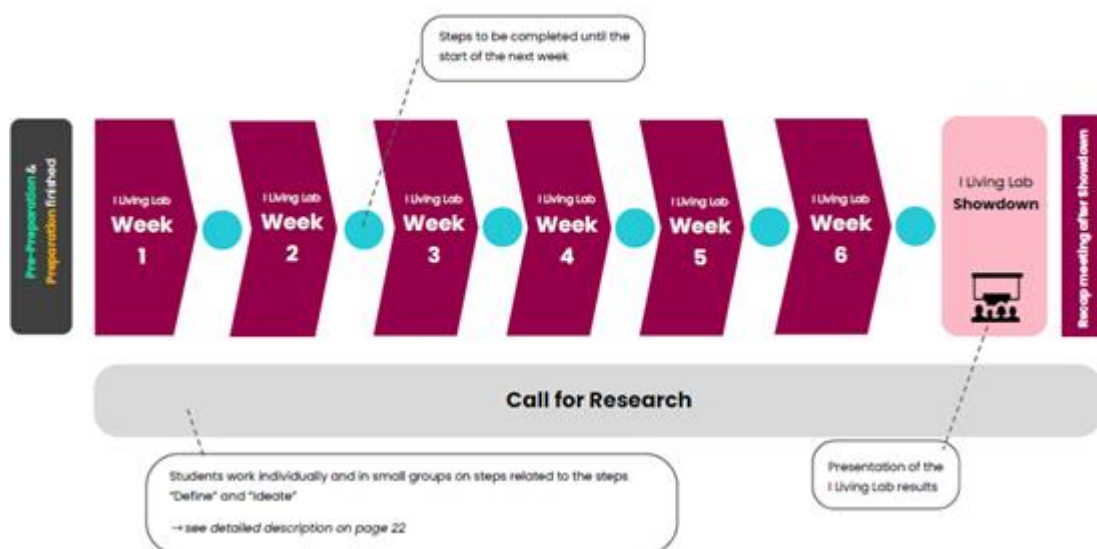 Steps to be completed until the
start of the next week
Pre-Preparation &
Preparation finished
I Living Lab
Week
1
I Living Lab
Week
2
I Living Lab
Week
3
I Living Lab
Week
4
I Living Lab
Week
5
I Living Lab
Week
6
I Living Lab
Showdown
Recap meeting after Showdown
Call for Research
Students work individually and in small groups on steps related to the steps
"Define" and "Ideate"
→ see detailed description on page 22
Presentation of the
I Living Lab results